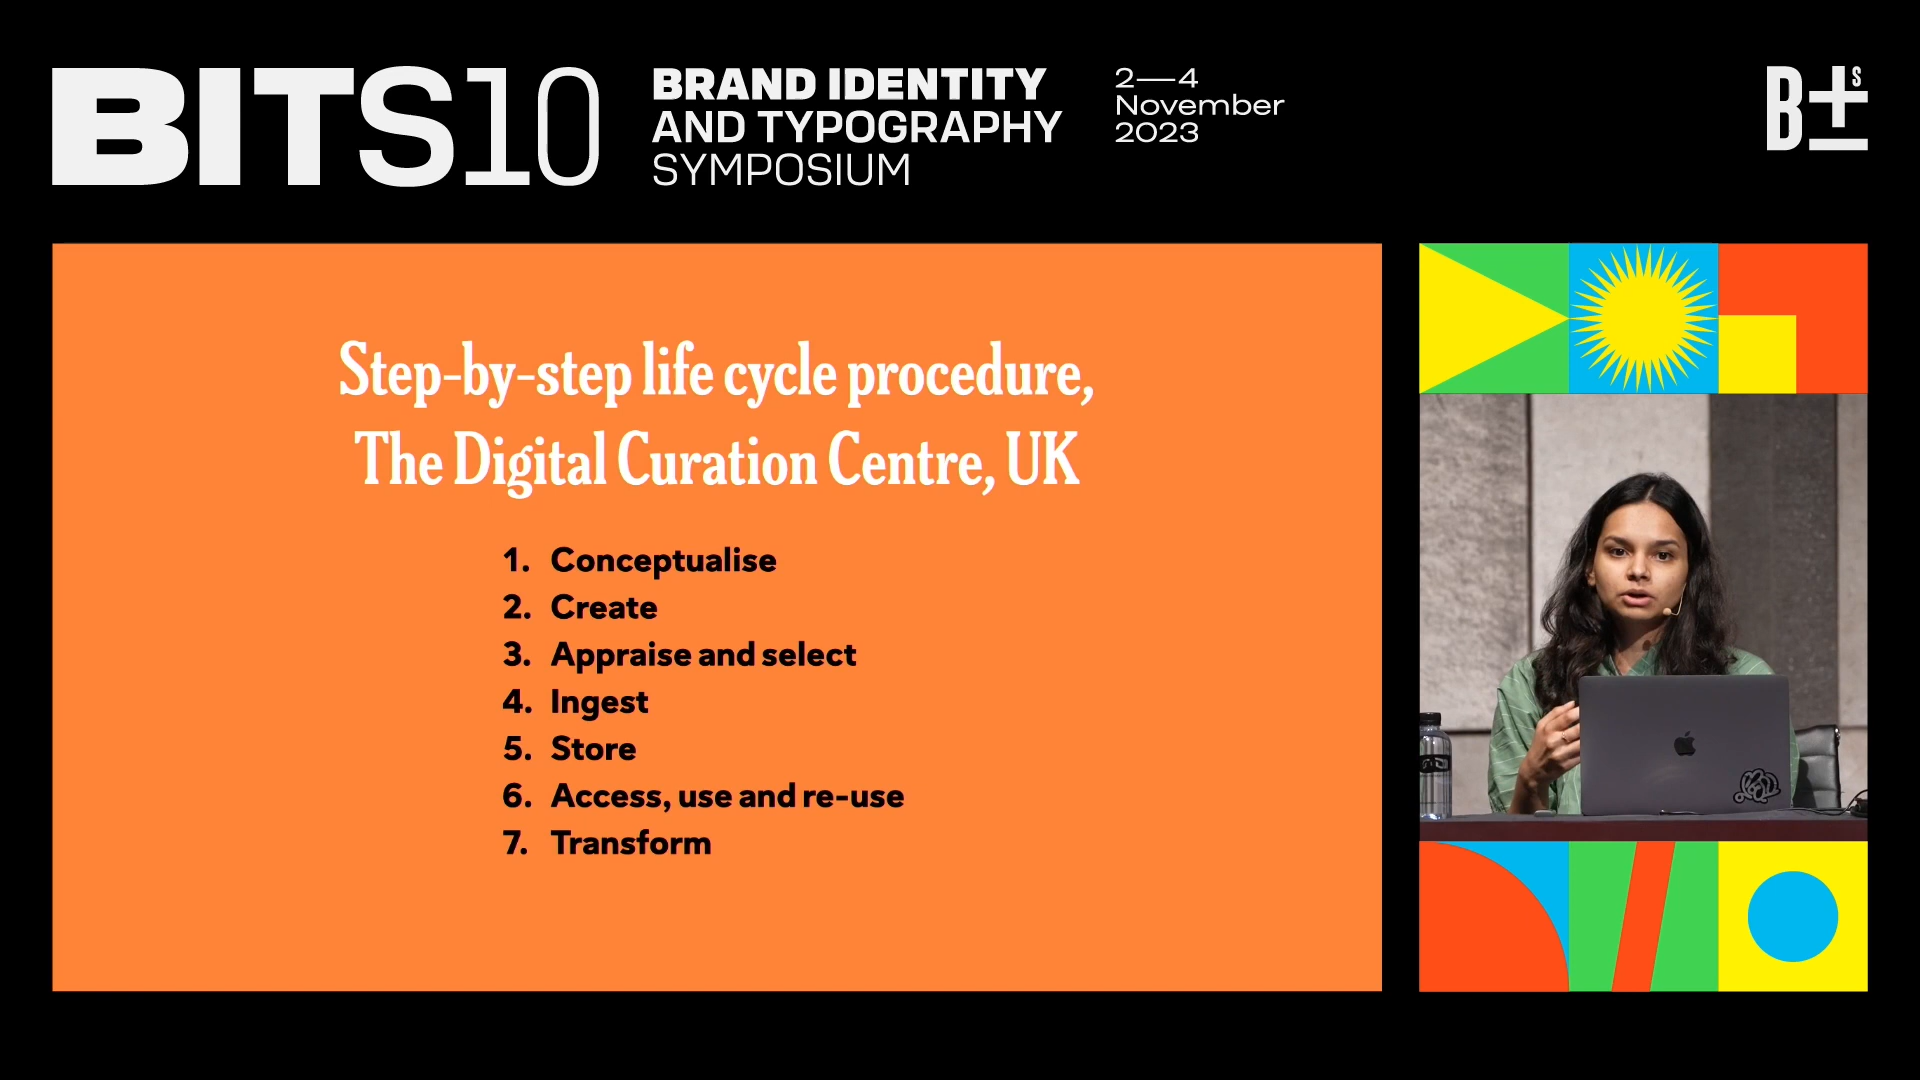 BITS10
BRAND IDENTITY
AND TYPOGRAPHY
SYMPOSIUM
2—4
November
2023
B±s
Step-by-step life cycle procedure,
The Digital Curation Centre, UK
1. Conceptualise
2. Create
3. Appraise and select
4. Ingest
5. Store
6. Access, use and re-use
7. Transform